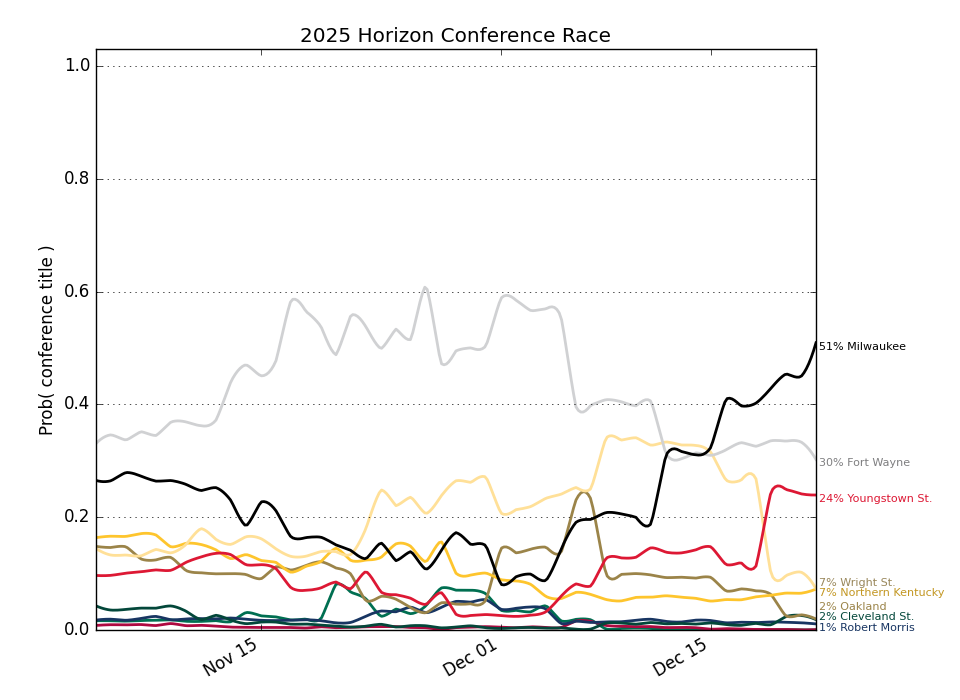 2025 Horizon Conference Race
Prob( conference title )
1.0
0.8
0.6
0.4
0.2
0.0
Nov 15
Dec 01
Dec 15
51% Milwaukee
30% Fort Wayne
24% Youngstown St.
7% Wright St.
7% Northern Kentucky
2% Oakland
2% Cleveland St.
1% Robert Morris